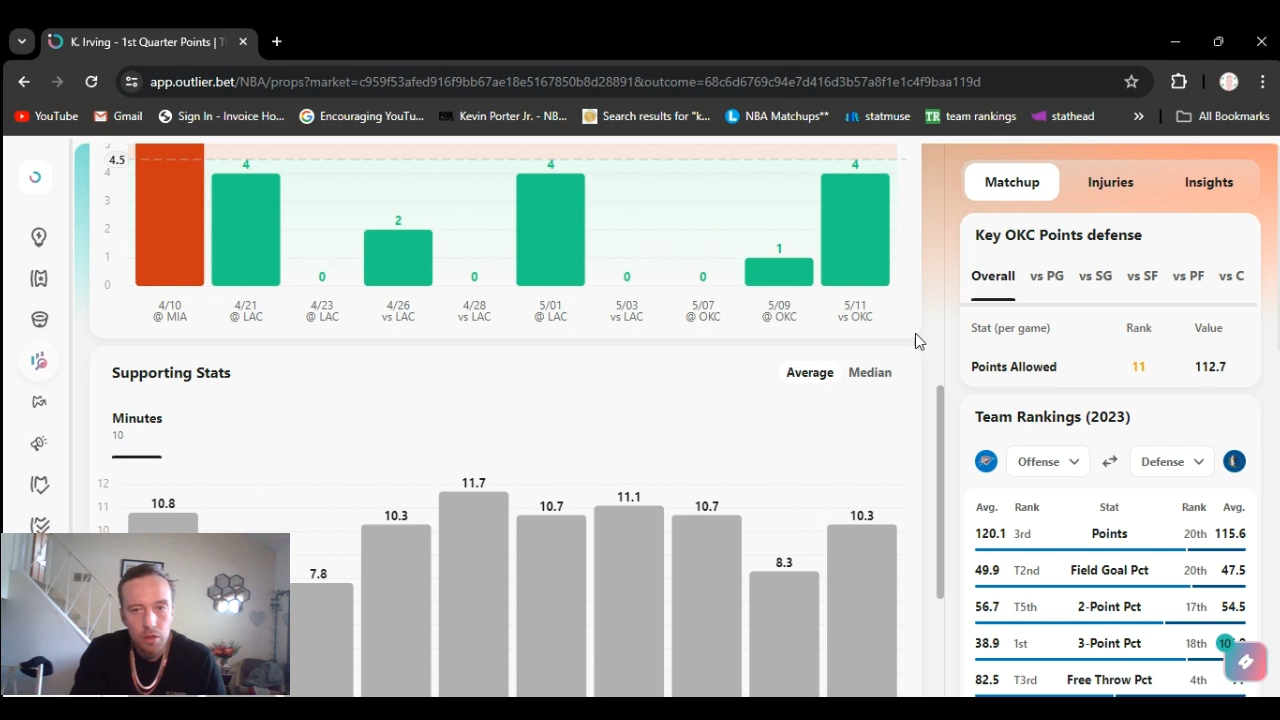 K. Irving - 1st Quarter Points |
app.outlier.bet/NBA/props?market=c959f53afed916f9bb67ae18e5167850b8d28891&outcome=68c6d6769c94e7d416d3b57a8f1e1c4f9baa119d
YouTube Gmail Sign In - Invoice Ho... Encouraging YouTu... Kevin Porter Jr. - NB... Search results for "k... NBA Matchups** statmuse team rankings stathead All Bookmarks
4.5
4 4 4
4
3
2 2
1 1
0 0 0 0 0
4/10 4/21 4/23 4/26 4/28 5/01 5/03 5/07 5/09 5/11
@ MIA @ LAC @ LAC vs LAC vs LAC @ LAC vs LAC @ OKC @ OKC vs OKC
Supporting Stats Average Median
Minutes
10
12
11
10
10.8 7.8 10.3 11.7 10.7 11.1 10.7 8.3 10.3
Matchup Injuries Insights
Key OKC Points defense
Overall vs PG vs SG vs SF vs PF vs C
Stat (per game) Rank Value
Points Allowed 11 112.7
Team Rankings (2023)
Offense Defense
Avg. Rank Stat Rank Avg.
120.1 3rd Points 20th 115.6
49.9 T2nd Field Goal Pct 20th 47.5
56.7 T5th 2-Point Pct 17th 54.5
38.9 1st 3-Point Pct 18th
82.5 T3rd Free Throw Pct 4th